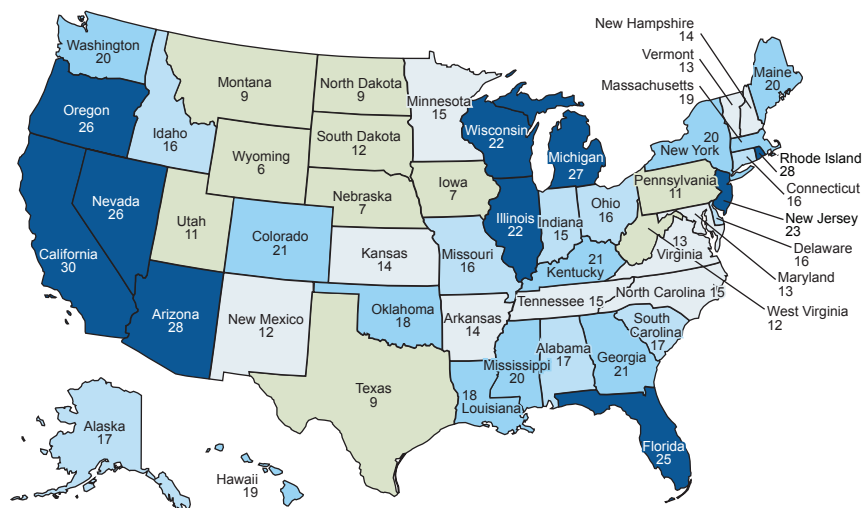 Washington
20
Oregon
26
California
30
Nevada
26
Idaho
16
Montana
9
Wyoming
6
Utah
11
Colorado
21
Arizona
28
New Mexico
12
North Dakota
9
South Dakota
12
Nebraska
7
Kansas
14
Oklahoma
18
Texas
9
Minnesota
15
Iowa
7
Missouri
16
Arkansas
14
18
Louisiana
Wisconsin
22
Illinois
22
Michigan
27
Indiana
15
Ohio
16
21
Kentucky
Tennessee 15
Mississippi
20
Alabama
17
Georgia
21
Florida
25
South
Carolina
17
North Carolina 15
13
Virginia
West Virginia
12
Maryland
13
Delaware
16
New Jersey
23
Connecticut
16
Rhode Island
28
Pennsylvania
11
20
New York
Maine
20
New Hampshire
14
Vermont
13
Massachusetts
19
Alaska
17
Hawaii
19